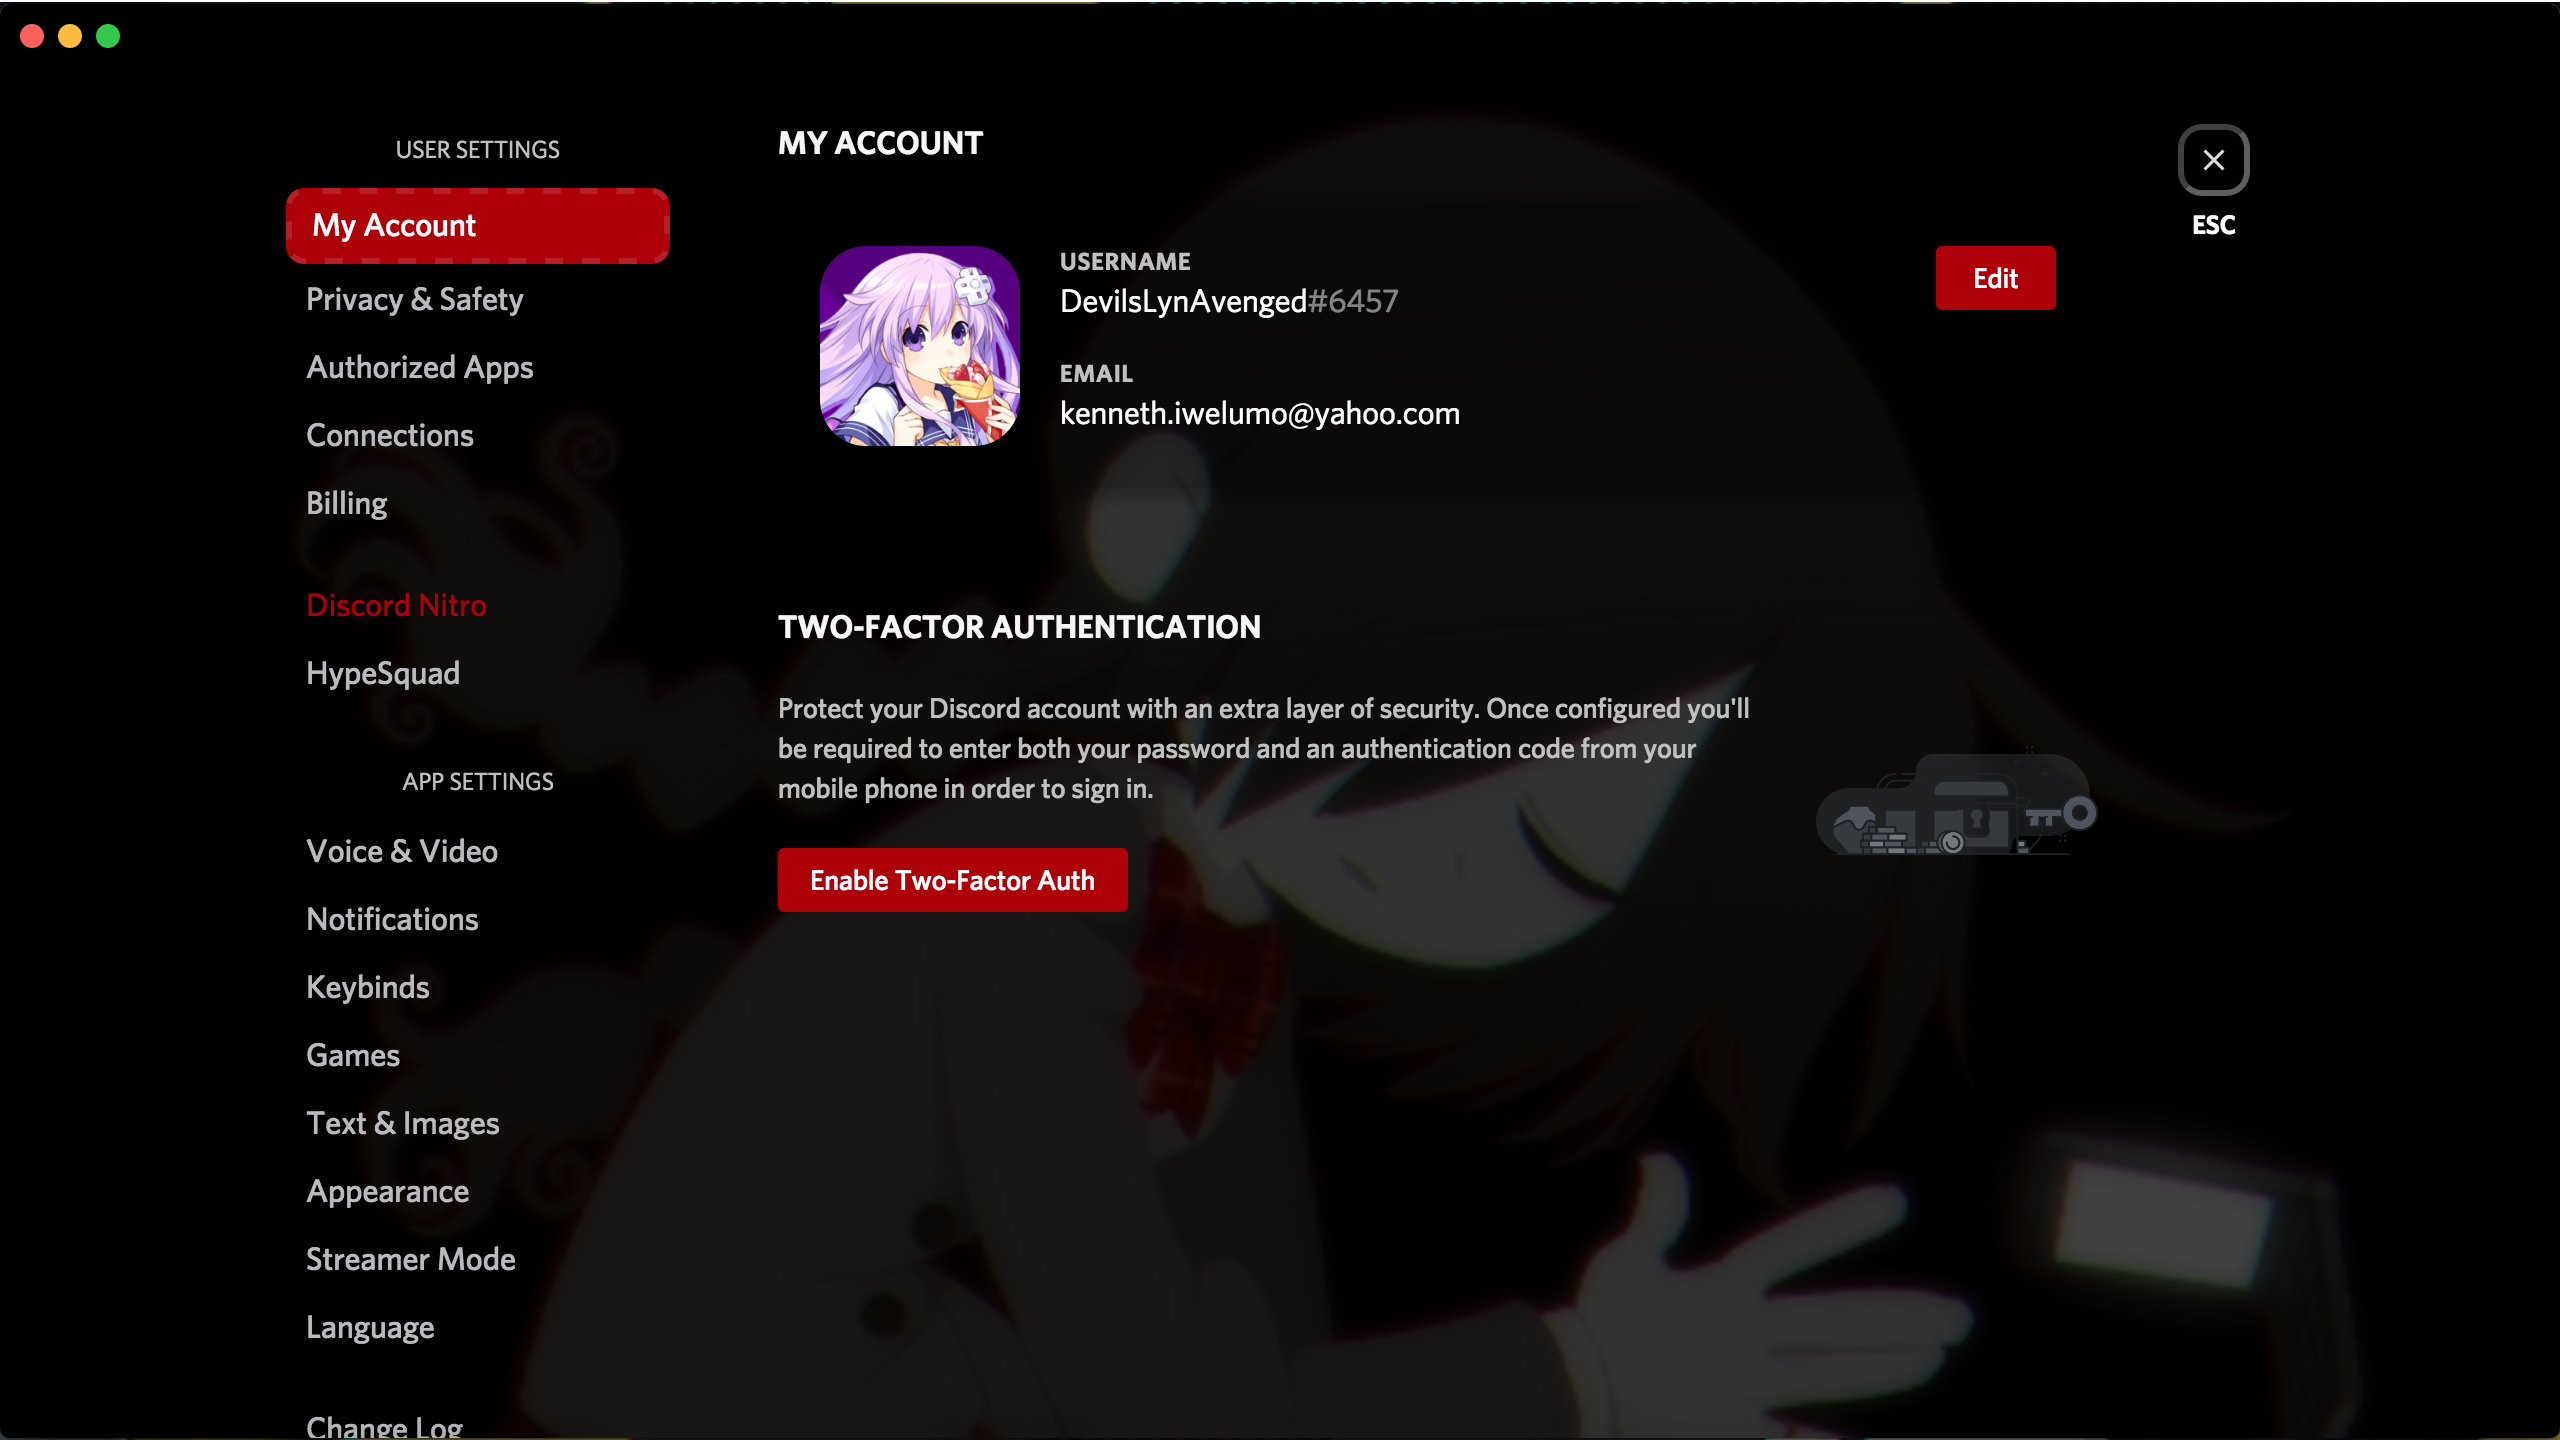 USER SETTINGS
My Account
Privacy & Safety
Authorized Apps
Connections
Billing
Discord Nitro
HypeSquad
APP SETTINGS
Voice & Video
Notifications
Keybinds
Games
Text & Images
Appearance
Streamer Mode
Language
Change Log
MY ACCOUNT
USERNAME
DevilsLynAvenged#6457
EMAIL
kenneth.iwelumo@yahoo.com
Edit
TWO-FACTOR AUTHENTICATION
Protect your Discord account with an extra layer of security. Once configured you'll
be required to enter both your password and an authentication code from your
mobile phone in order to sign in.
Enable Two-Factor Auth
ESC